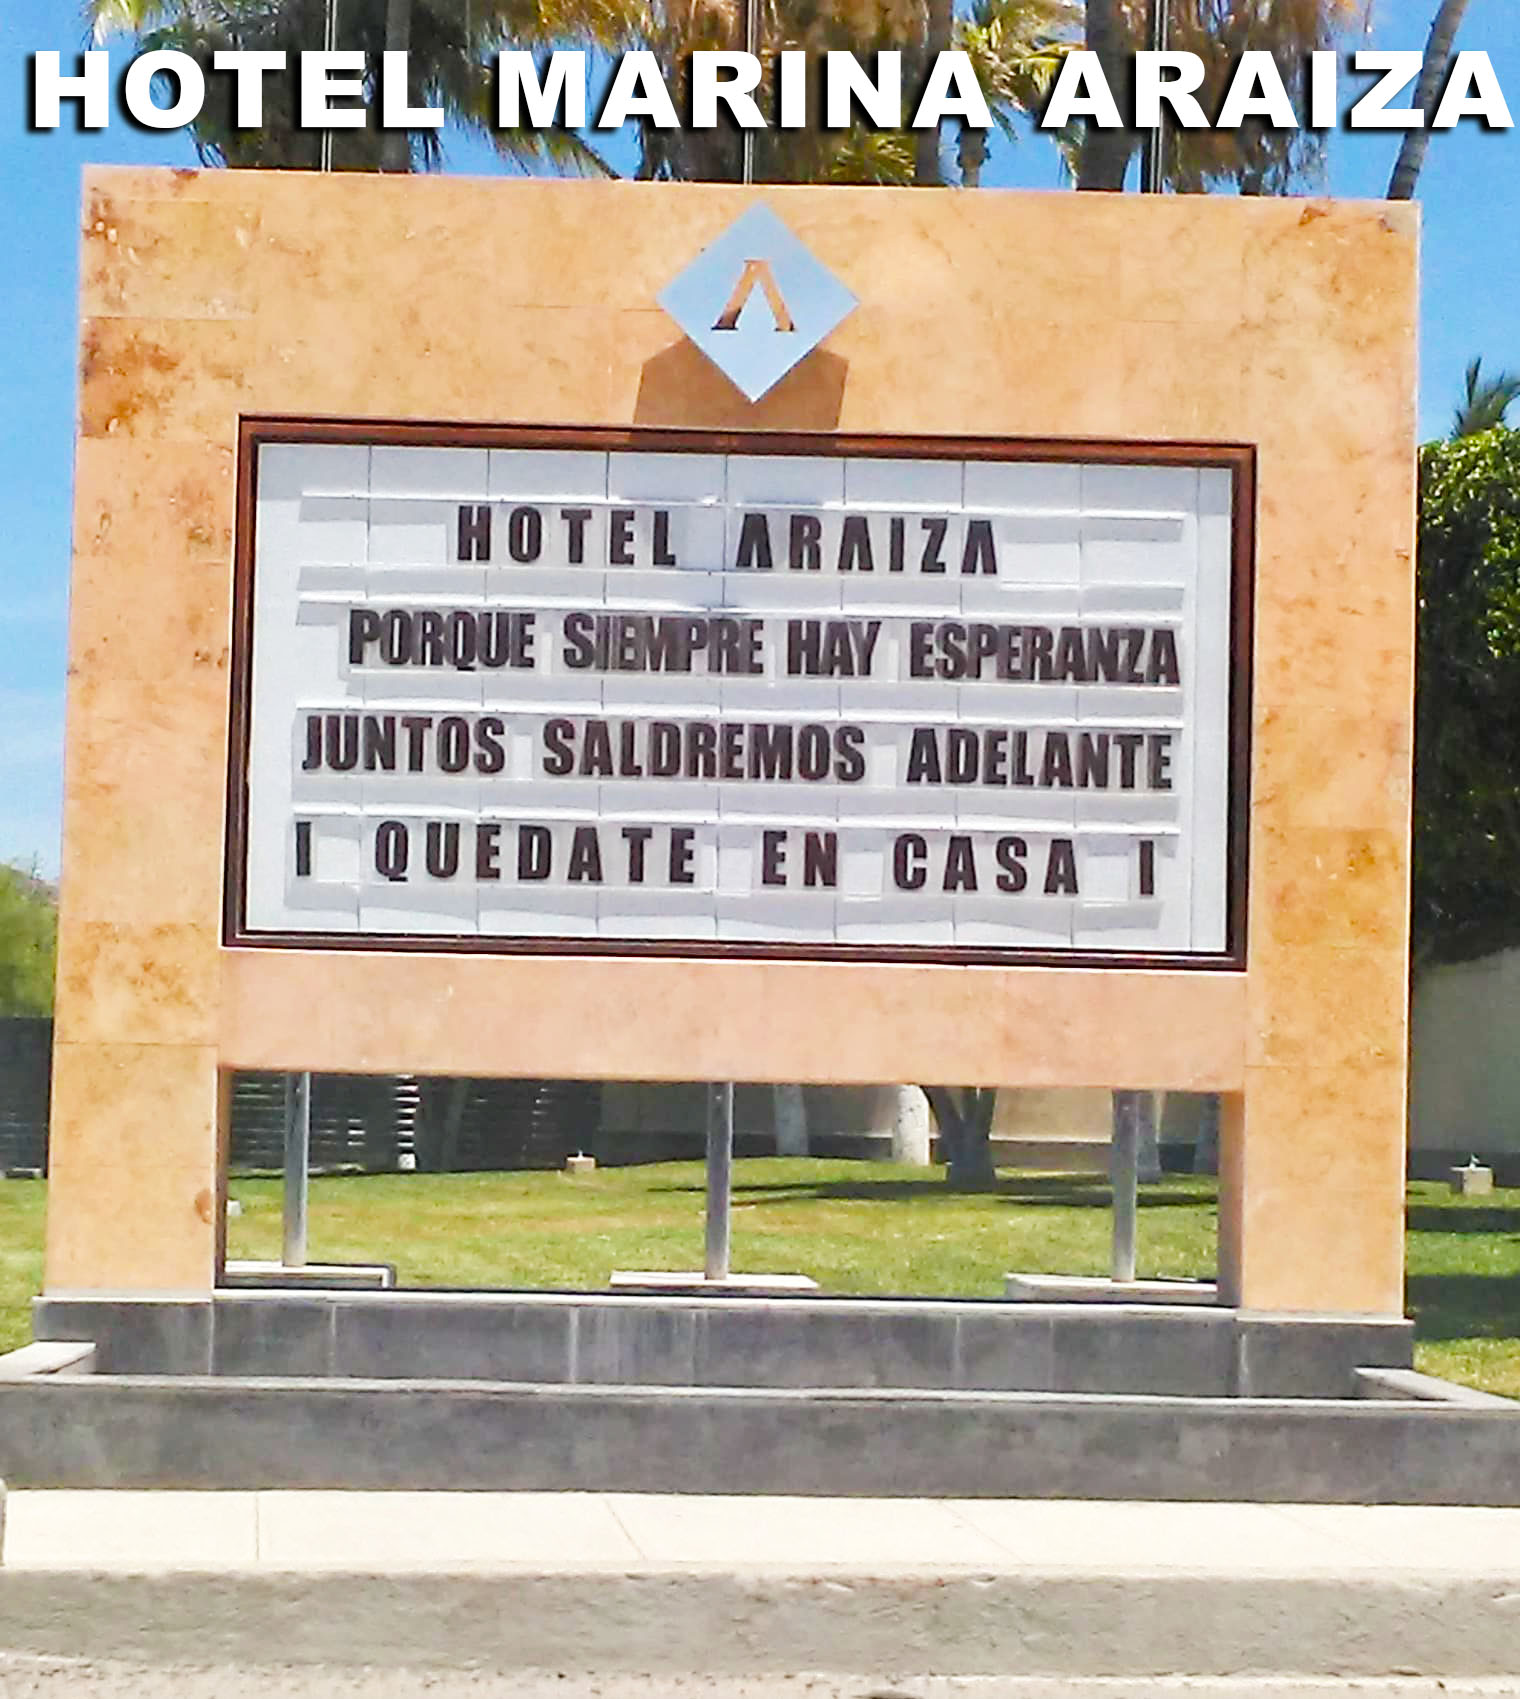 HOTEL MARINA ARAIZA
Λ
HOTEL ARAIZA
PORQUE SIEMPRE HAY ESPERANZA
JUNTOS SALDREMOS ADELANTE
I QUEDATE EN CASA I